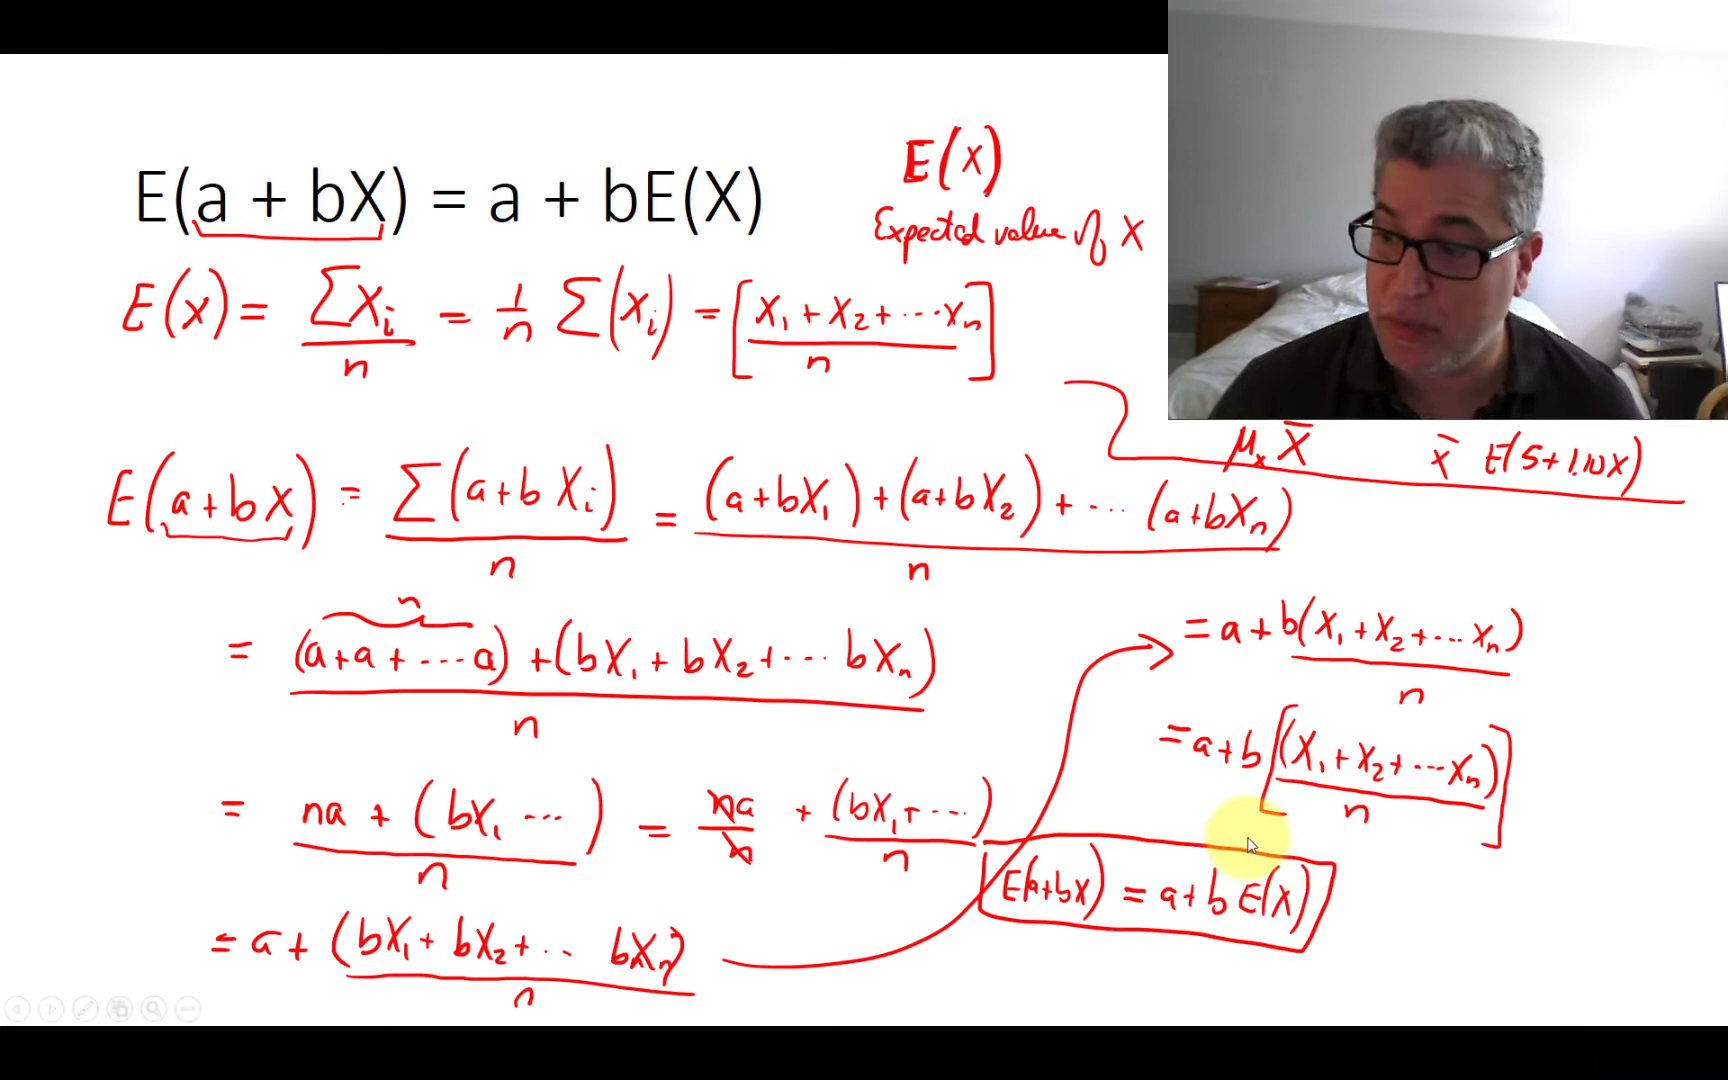 E(a + bX) = a + bE(X)
E(x)
Expected value of X
E(x) = ΣXi / n = 1/n Σ(xi) = [X1 + X2 + ... xn / n]
μx X̄ x̄ E(5+1.10X)
E(a+bX) = Σ(a+b Xi) / n = (a+bX1) + (a+bX2) + ... (a+bXn) / n
n
= (a+a+...a) + (bX1 + bX2 + ... bXn) / n
= na + (bX1 ...) / n = na / n + (bX1 + ...) / n
= a + (bX1 + bX2 + ... bXn) / n
= a + b(X1 + X2 + ... Xn) / n
= a + b [(X1 + X2 + ... Xn) / n]
E(a+bX) = a+b E(X)